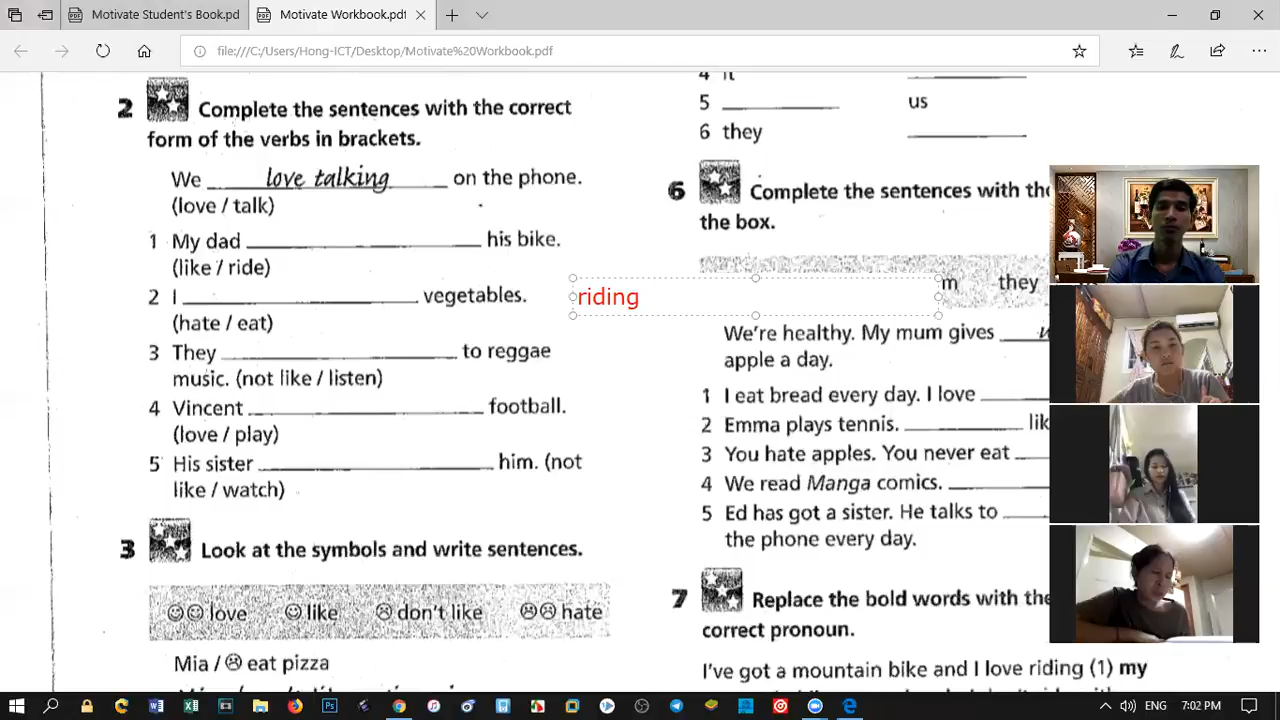 Motivate Student's Book.pdf
Motivate Workbook.pdf
file:///C:/Users/Hong-ICT/Desktop/Motivate%20Workbook.pdf
2 Complete the sentences with the correct
form of the verbs in brackets.
We love talking on the phone.
(love / talk)
1 My dad his bike.
(like / ride)
2 I vegetables.
(hate / eat)
3 They to reggae
music. (not like / listen)
4 Vincent football.
(love / play)
5 His sister him. (not
like / watch)
3 Look at the symbols and write sentences.
☺☺ love ☺ like ☹ don't like ☹☹ hate
Mia / ☹ eat pizza
4 it
5 us
6 they
6 Complete the sentences with the
the box.
riding
they
We're healthy. My mum gives
apple a day.
1 I eat bread every day. I love
2 Emma plays tennis. lik
3 You hate apples. You never eat
4 We read Manga comics.
5 Ed has got a sister. He talks to
the phone every day.
7 Replace the bold words with the
correct pronoun.
I've got a mountain bike and I love riding (1) my
ENG 7:02 PM